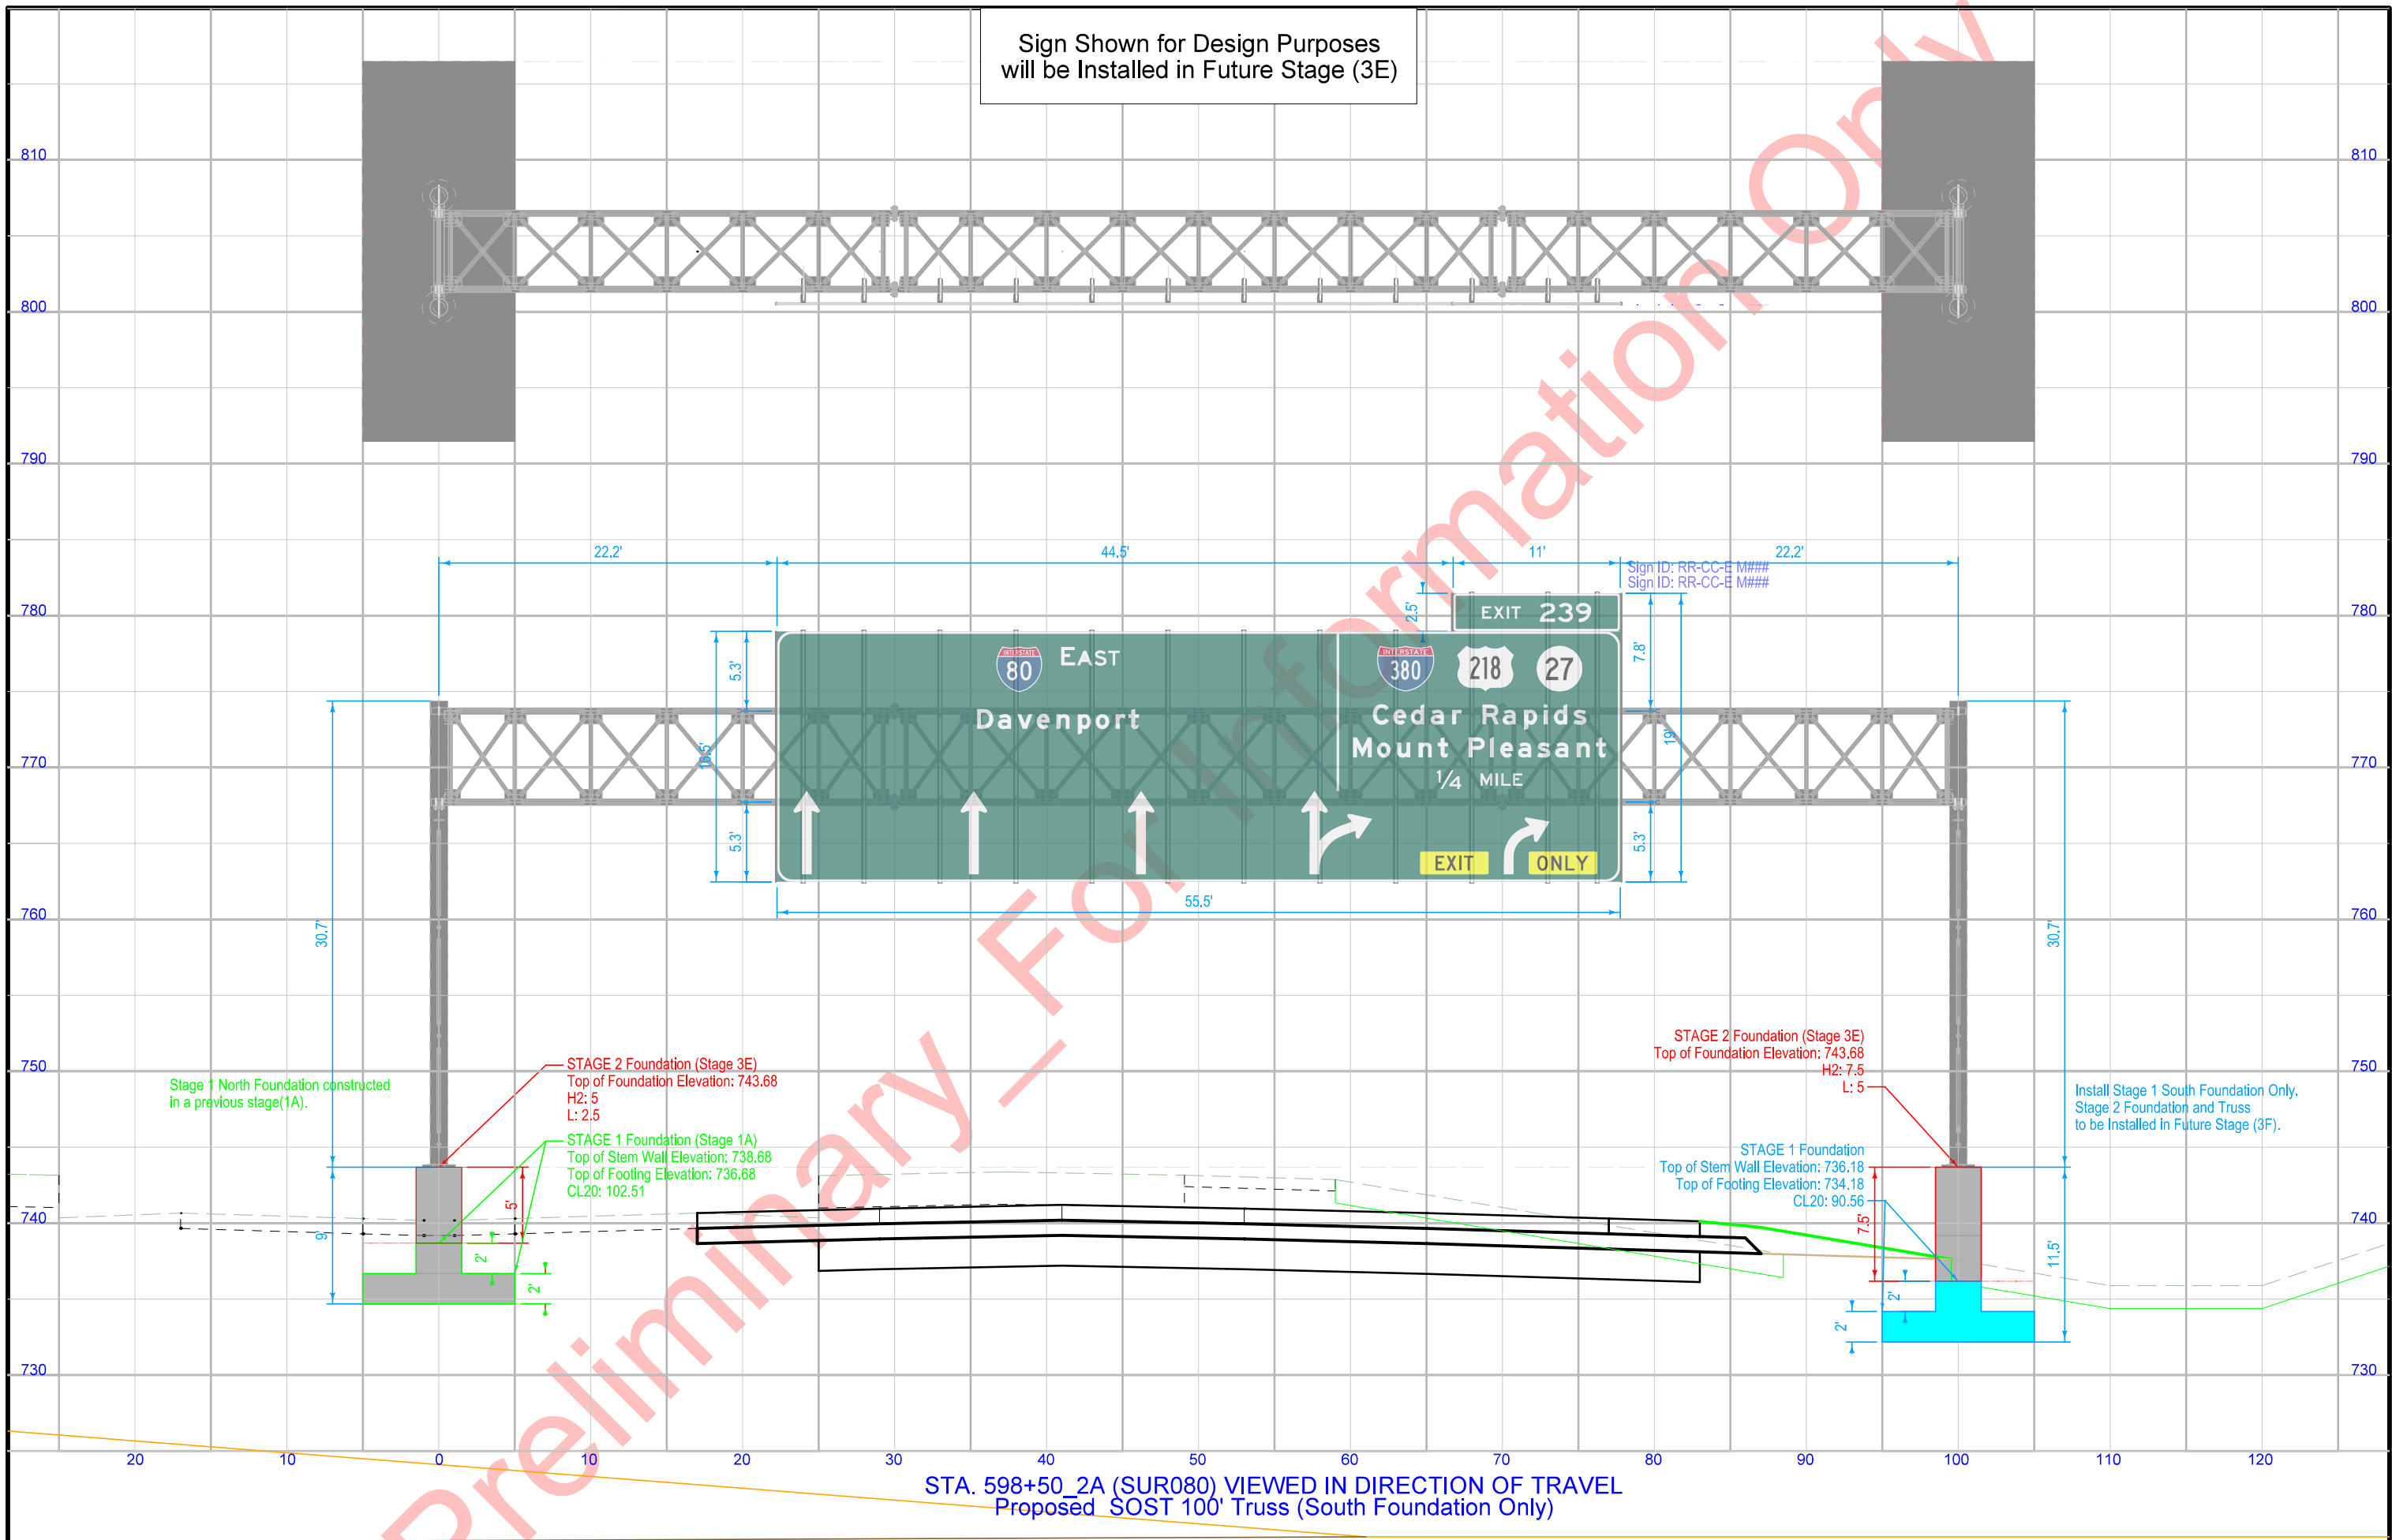 Sign Shown for Design Purposes
will be Installed in Future Stage (3E)
Preliminary_For Information Only
810
810
800
800
790
790
22.2'
44.5'
11'
22.2'
Sign ID: RR-CC-E M###
Sign ID: RR-CC-E M###
780
780
2.5'
EXIT 239
INTERSTATE
80
EAST
INTERSTATE
380
218
27
5.3'
7.8'
Davenport
Cedar Rapids
Mount Pleasant
1/4 MILE
16.5'
19'
770
770
5.3'
5.3'
EXIT
ONLY
55.5'
760
760
30.7'
30.7'
750
750
Stage 1 North Foundation constructed
in a previous stage(1A).
STAGE 2 Foundation (Stage 3E)
Top of Foundation Elevation: 743.68
H2: 5
L: 2.5
STAGE 1 Foundation (Stage 1A)
Top of Stem Wall Elevation: 738.68
Top of Footing Elevation: 736.68
CL20: 102.51
STAGE 2 Foundation (Stage 3E)
Top of Foundation Elevation: 743.68
H2: 7.5
L: 5
Install Stage 1 South Foundation Only.
Stage 2 Foundation and Truss
to be Installed in Future Stage (3F).
STAGE 1 Foundation
Top of Stem Wall Elevation: 736.18
Top of Footing Elevation: 734.18
CL20: 90.56
740
740
9'
5'
2'
2'
7.5'
11.5'
2'
2'
730
730
20
10
0
10
20
30
40
50
60
70
80
90
100
110
120
STA. 598+50_2A (SUR080) VIEWED IN DIRECTION OF TRAVEL
Proposed SOST 100' Truss (South Foundation Only)